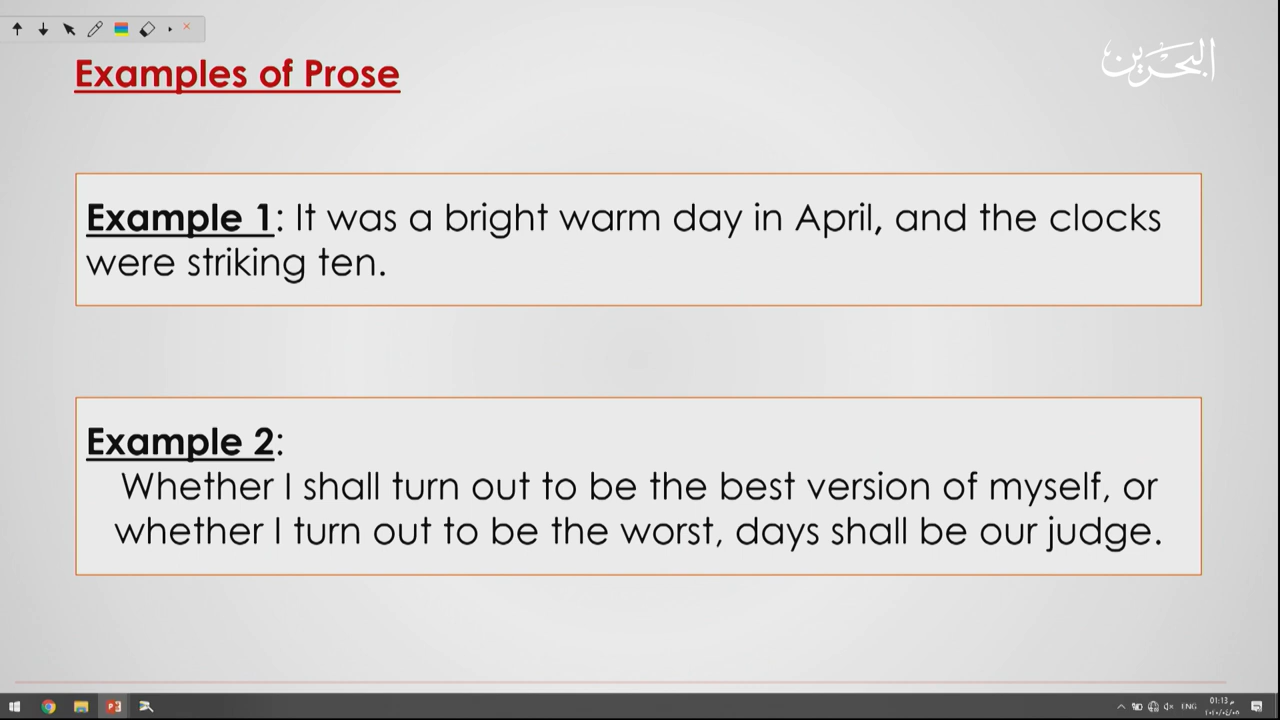 البحرين
Examples of Prose
Example 1: It was a bright warm day in April, and the clocks
were striking ten.
Example 2:
Whether I shall turn out to be the best version of myself, or
whether I turn out to be the worst, days shall be our judge.
ENG
01:13 م